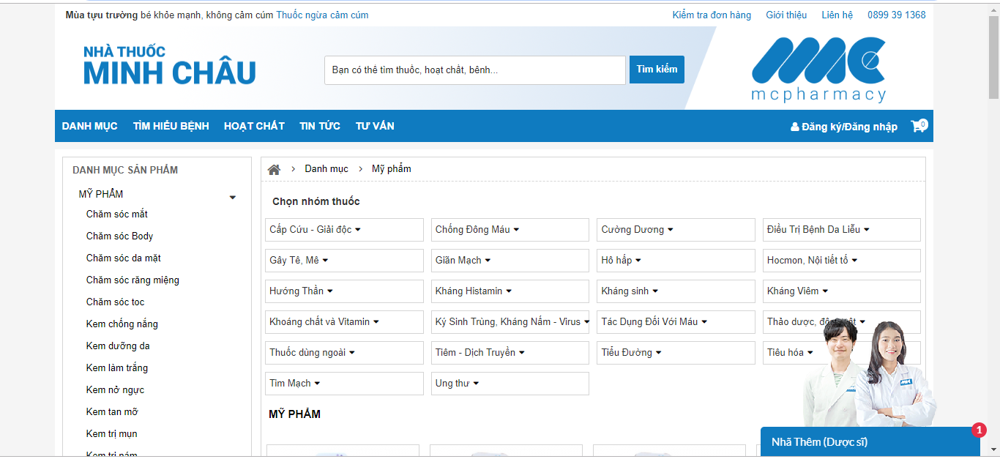 Mùa tựu trường bé khỏe mạnh, không cảm cúm Thuốc ngừa cảm cúm
Kiểm tra đơn hàng Giới thiệu Liên hệ 0899 39 1368
NHÀ THUỐC
MINH CHÂU
Bạn có thể tìm thuốc, hoạt chất, bệnh...
Tìm kiếm
mcpharmacy
DANH MỤC TÌM HIỂU BỆNH HOẠT CHẤT TIN TỨC TƯ VẤN
Đăng ký/Đăng nhập 0
DANH MỤC SẢN PHẨM
MỸ PHẨM
Chăm sóc mắt
Chăm sóc Body
Chăm sóc da mặt
Chăm sóc răng miệng
Chăm sóc toc
Kem chống nắng
Kem dưỡng da
Kem làm trắng
Kem nở ngực
Kem tan mỡ
Kem trị mụn
Kem trị nám
Danh mục Mỹ phẩm
Chọn nhóm thuốc
Cấp Cứu - Giải độc Chống Đông Máu Cường Dương Điều Trị Bệnh Da Liễu
Gây Tê, Mê Giãn Mạch Hô hấp Hocmon, Nội tiết tố
Hướng Thần Kháng Histamin Kháng sinh Kháng Viêm
Khoáng chất và Vitamin Ký Sinh Trùng, Kháng Nấm - Virus Tác Dụng Đối Với Máu Thảo dược,
Thuốc dùng ngoài Tiêm - Dịch Truyền Tiểu Đường Tiêu hóa
Tim Mạch Ung thư
MỸ PHẨM
Nhã Thêm (Dược sĩ)
1